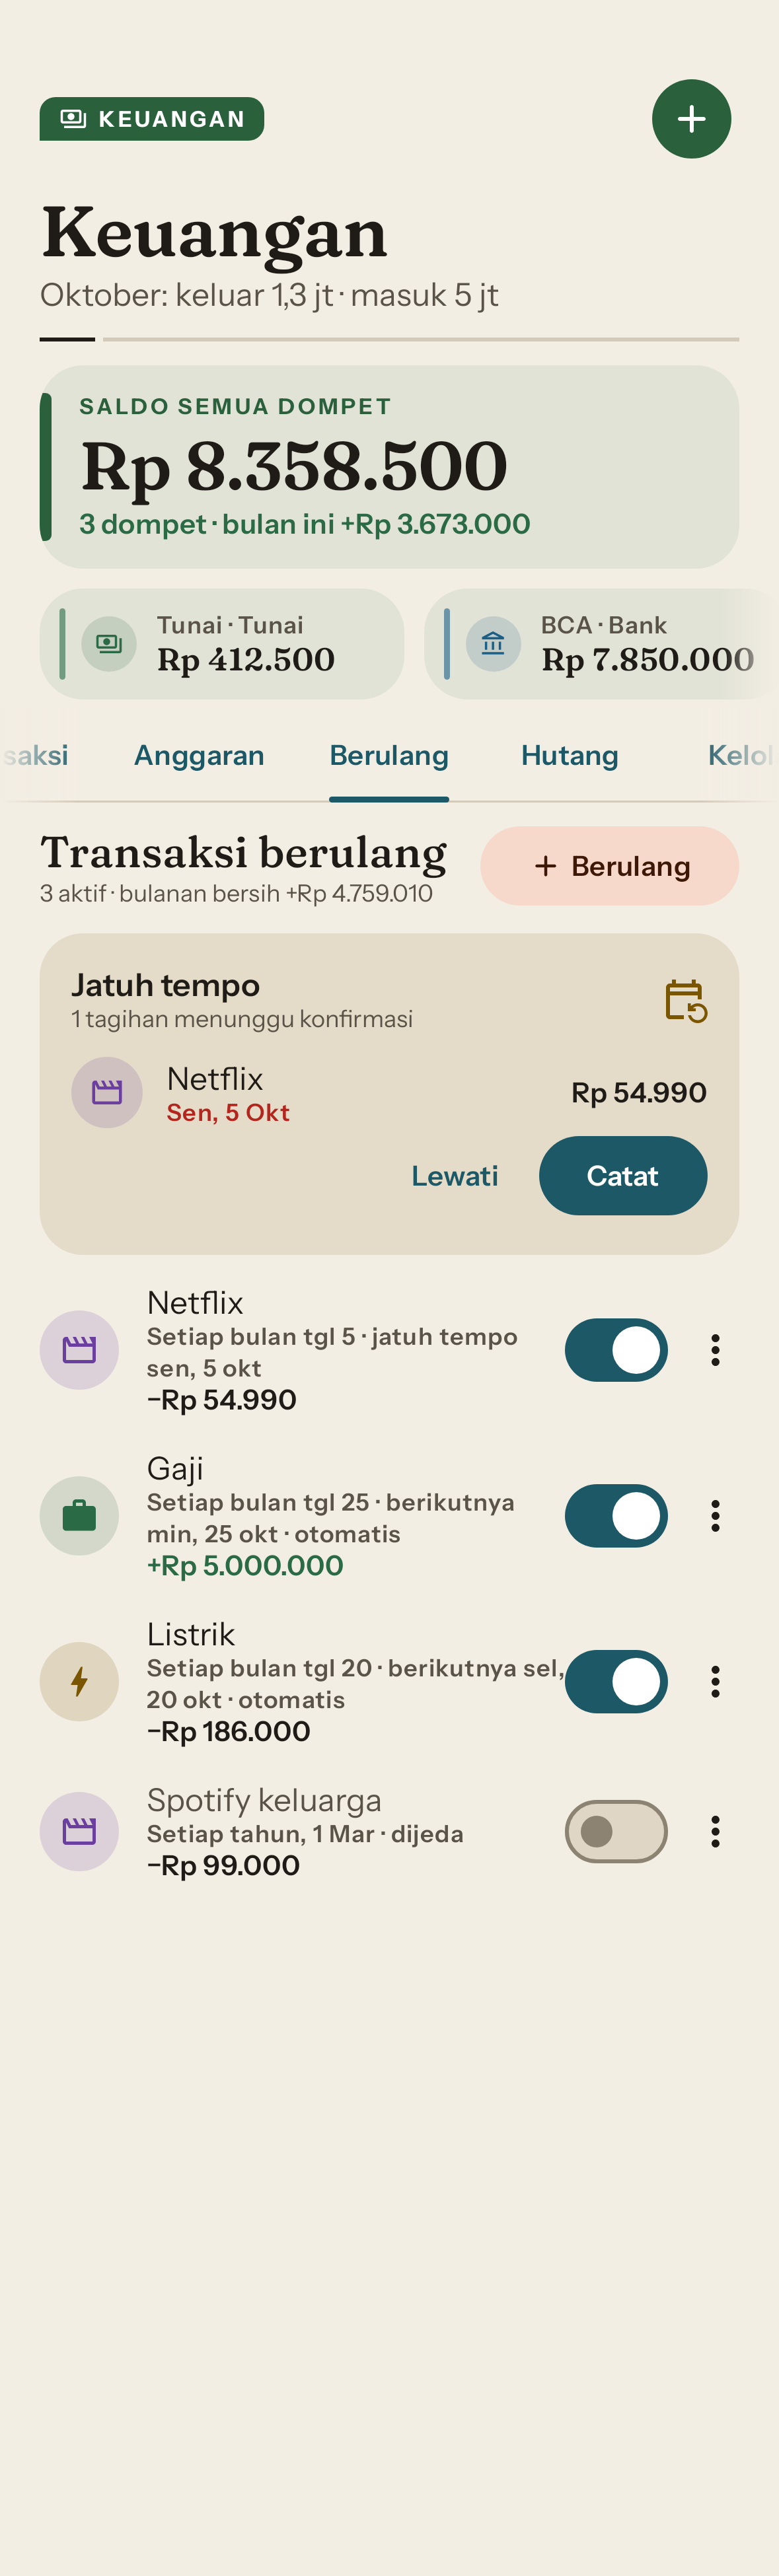 KEUANGAN
Keuangan
Oktober: keluar 1,3 jt · masuk 5 jt
SALDO SEMUA DOMPET
Rp 8.358.500
3 dompet · bulan ini +Rp 3.673.000
Tunai · Tunai
Rp 412.500
BCA · Bank
Rp 7.850.000
saksi
Anggaran
Berulang
Hutang
Kelol
Transaksi berulang
3 aktif · bulanan bersih +Rp 4.759.010
+ Berulang
Jatuh tempo
1 tagihan menunggu konfirmasi
Netflix
Sen, 5 Okt
Rp 54.990
Lewati
Catat
Netflix
Setiap bulan tgl 5 · jatuh tempo
sen, 5 okt
−Rp 54.990
Gaji
Setiap bulan tgl 25 · berikutnya
min, 25 okt · otomatis
+Rp 5.000.000
Listrik
Setiap bulan tgl 20 · berikutnya sel,
20 okt · otomatis
−Rp 186.000
Spotify keluarga
Setiap tahun, 1 Mar · dijeda
−Rp 99.000